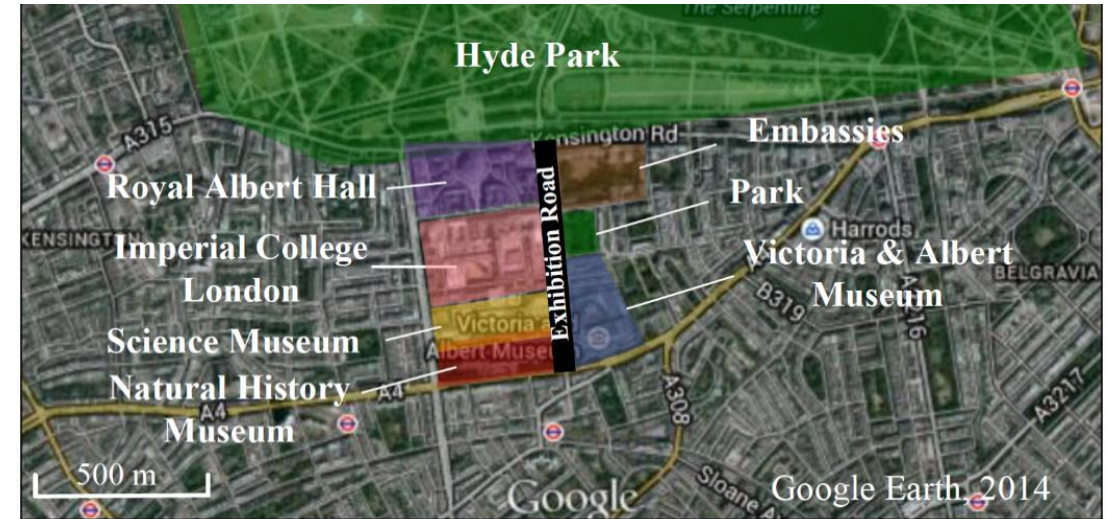 The Serpentine
Hyde Park
A315
Kensington Rd
Embassies
Royal Albert Hall
Park
Exhibition Road
KENSINGTON
Imperial College
London
Harrods
Victoria & Albert
Museum
BELGRAVIA
B319
A3216
Science Museum
Victoria and
Albert Museum
Natural History
Museum
A4
A4
A308
A3217
500 m
Google
Sloane Av
Google Earth, 2014